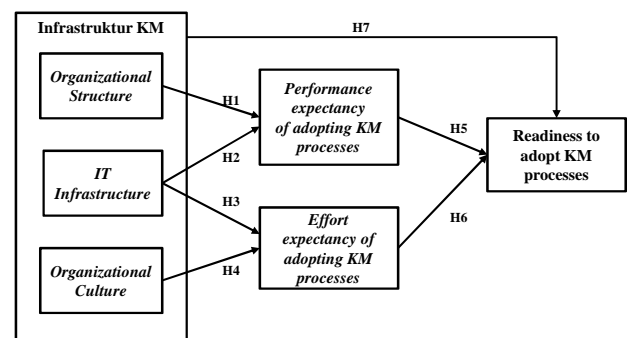 Infrastruktur KM
H7
Organizational
Structure
H1
Performance
expectancy
of adopting KM
processes
H5
Readiness to
adopt KM
processes
H2
IT
Infrastructure
H3
Effort
expectancy of
adopting KM
processes
H6
Organizational
Culture
H4